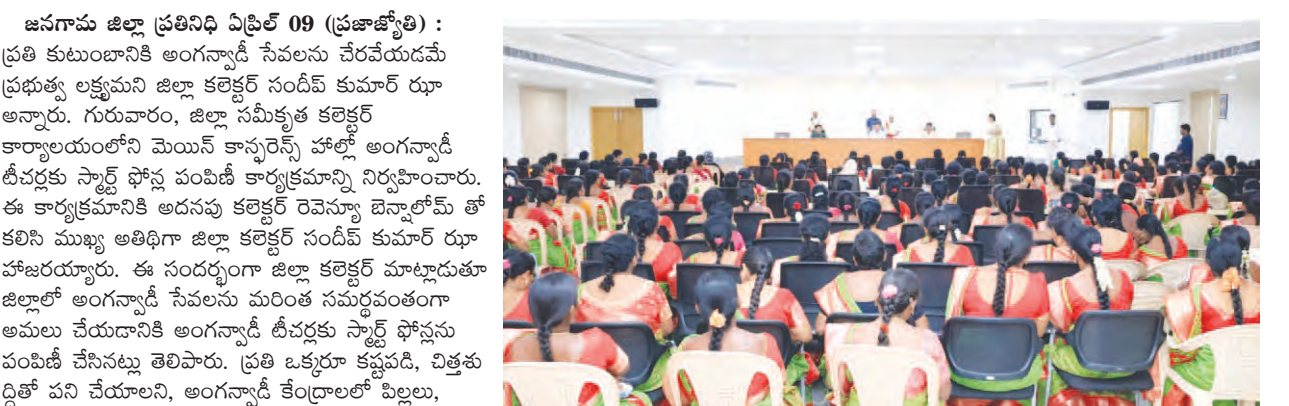 జనగామ జిల్లా ప్రతినిధి ఏప్రిల్ 09 (ప్రజాజ్యోతి) :
ప్రతి కుటుంబానికి అంగన్వాడీ సేవలను చేరవేయడమే
ప్రభుత్వ లక్ష్యమని జిల్లా కలెక్టర్ సందీప్ కుమార్ ఝా
అన్నారు. గురువారం, జిల్లా సమీకృత కలెక్టర్
కార్యాలయంలోని మెయిన్ కాన్ఫరెన్స్ హాల్లో అంగన్వాడీ
టీచర్లకు స్మార్ట్ ఫోన్ల పంపిణీ కార్యక్రమాన్ని నిర్వహించారు.
ఈ కార్యక్రమానికి అదనపు కలెక్టర్ రెవెన్యూ బెన్షాలోమ్ తో
కలిసి ముఖ్య అతిథిగా జిల్లా కలెక్టర్ సందీప్ కుమార్ ఝా
హాజరయ్యారు. ఈ సందర్భంగా జిల్లా కలెక్టర్ మాట్లాడుతూ
జిల్లాలో అంగన్వాడీ సేవలను మరింత సమర్థవంతంగా
అమలు చేయడానికి అంగన్వాడీ టీచర్లకు స్మార్ట్ ఫోన్లను
పంపిణీ చేసినట్లు తెలిపారు. ప్రతి ఒక్కరూ కష్టపడి, చిత్తశు
ద్ధితో పని చేయాలని, అంగన్వాడీ కేంద్రాలలో పిల్లలు,